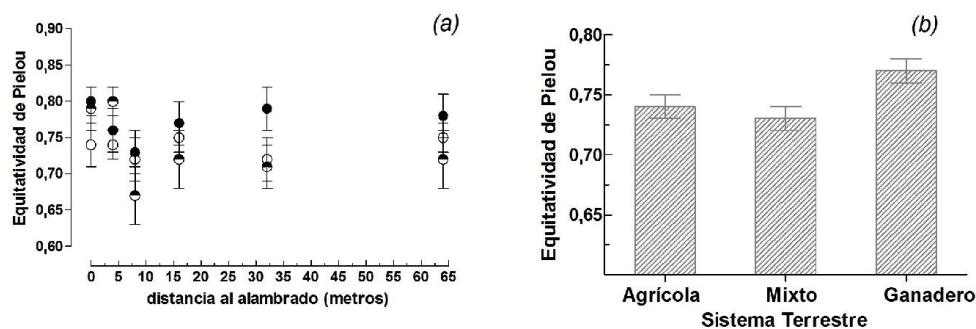 (a)
Equitatividad de Pielou
0,90
0,85
0,80
0,75
0,70
0,65
0,60
0 5 10 15 20 25 30 35 40 45 50 55 60 65
distancia al alambrado (metros)
(b)
Equitatividad de Pielou
0,80
0,75
0,70
0,65
Agrícola Mixto Ganadero
Sistema Terrestre